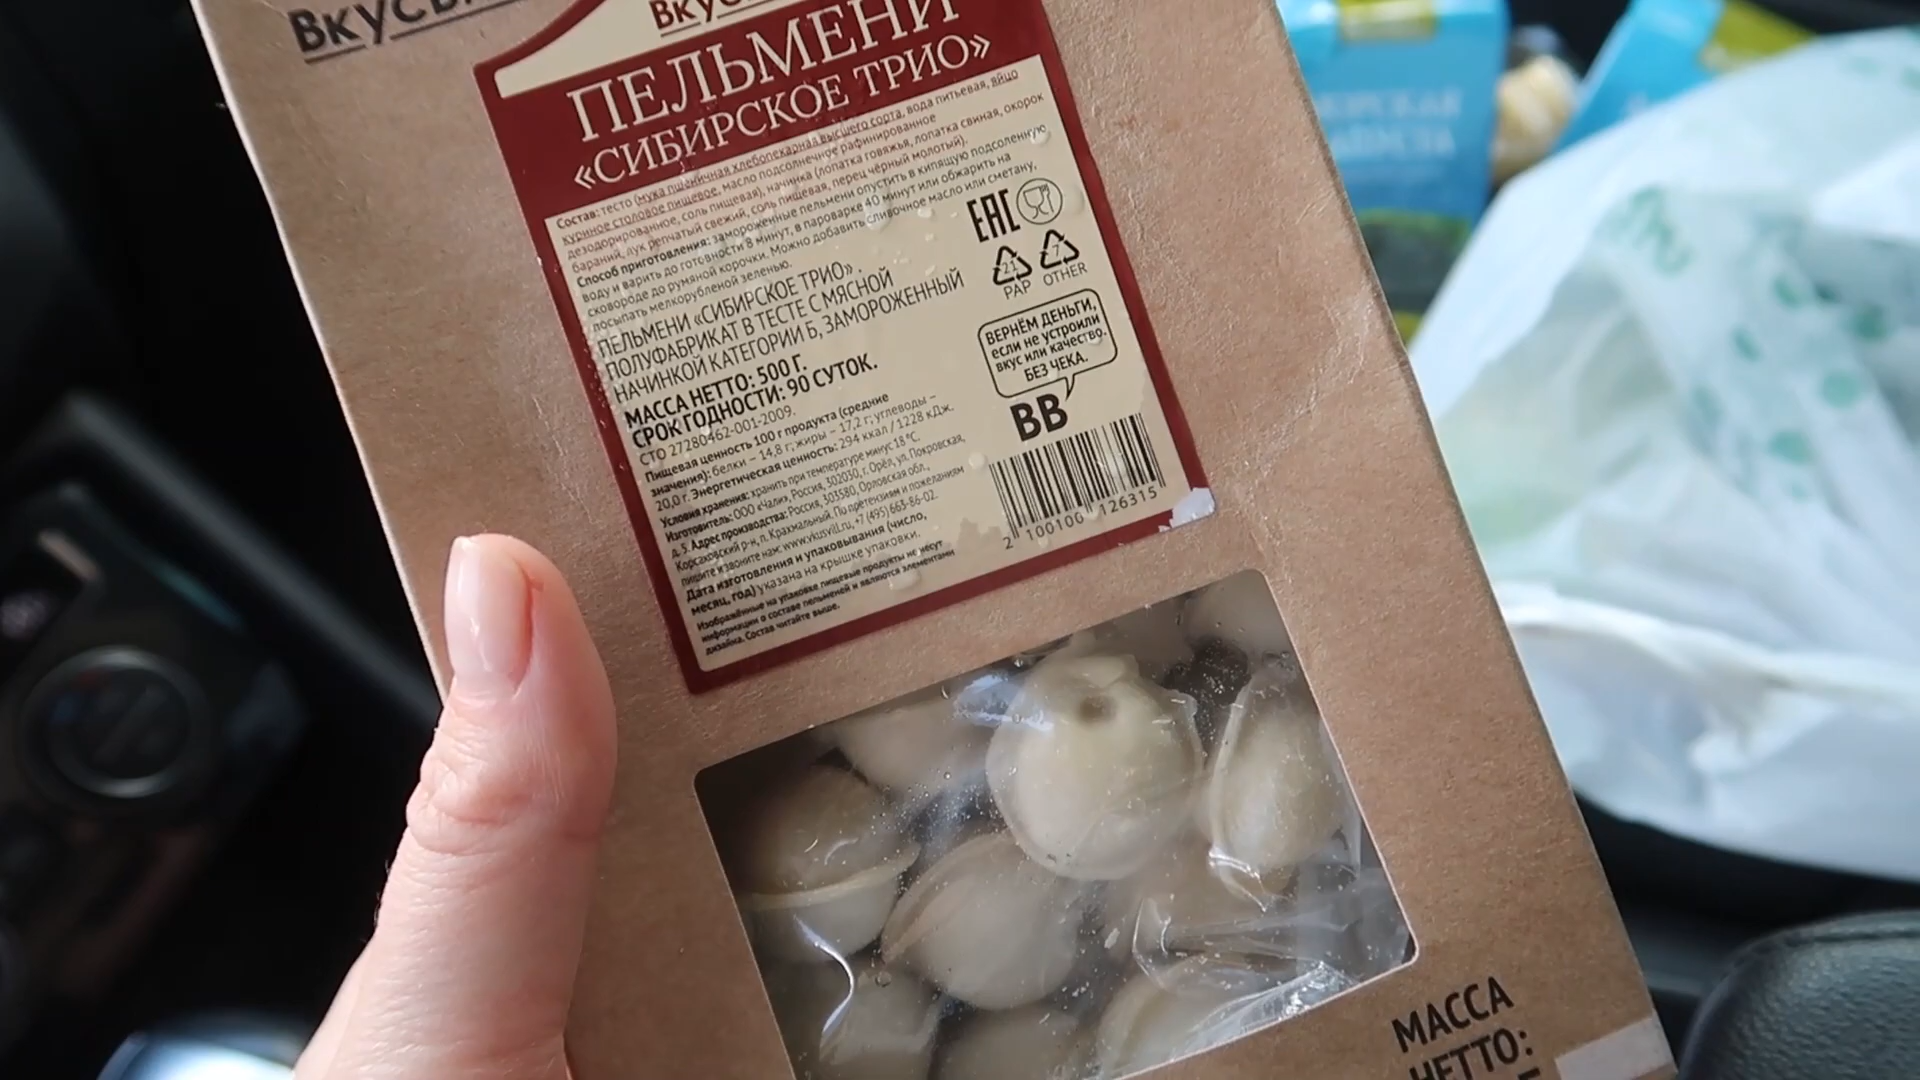 ПЕЛЬМЕНИ
«СИБИРСКОЕ ТРИО»
Состав: тесто (мука пшеничная хлебопекарная высшего сорта, вода питьевая, яйцо
куриное столовое пищевое, масло подсолнечное рафинированное
дезодорированное, соль пищевая), начинка (лопатка говяжья, лопатка свиная, окорок
бараний, лук репчатый свежий, соль пищевая, перец чёрный молотый).
Способ приготовления: замороженные пельмени опустить в кипящую подсоленную
воду и варить до готовности 8 минут, в пароварке 40 минут или обжарить на
сковороде до румяной корочки. Можно добавить сливочное масло или сметану,
посыпать мелкорубленой зеленью.
ПЕЛЬМЕНИ «СИБИРСКОЕ ТРИО».
ПОЛУФАБРИКАТ В ТЕСТЕ С МЯСНОЙ
НАЧИНКОЙ КАТЕГОРИИ Б, ЗАМОРОЖЕННЫЙ
МАССА НЕТТО: 500 Г.
СРОК ГОДНОСТИ: 90 СУТОК.
СТО 27280462-001-2009.
Пищевая ценность 100 г продукта (средние
значения): белки – 14,8 г; жиры – 17,2 г; углеводы –
20,0 г. Энергетическая ценность: 294 ккал / 1228 кДж.
Условия хранения: хранить при температуре минус 18 °С.
Изготовитель: ООО «Чали», Россия, 302030, г. Орёл, ул. Покровская,
д. 5. Адрес производства: Россия, 303580, Орловская обл.,
Корсаковский р-н, п. Крахмальный. По претензиям и пожеланиям
пишите и звоните нам: www.vkusvill.ru, +7 (495) 663-86-02.
Дата изготовления и упаковывания (число,
месяц, год) указана на крышке упаковки.
Изображённые на упаковке пищевые продукты не несут
информации о составе пельменей и являются элементами
дизайна. Состав читайте выше.
ЕАС
21
PAP
7
OTHER
ВЕРНЁМ ДЕНЬГИ,
если не устроили
вкус или качество.
БЕЗ ЧЕКА.
ВВ
2 100100 126315
МАССА
НЕТТО: